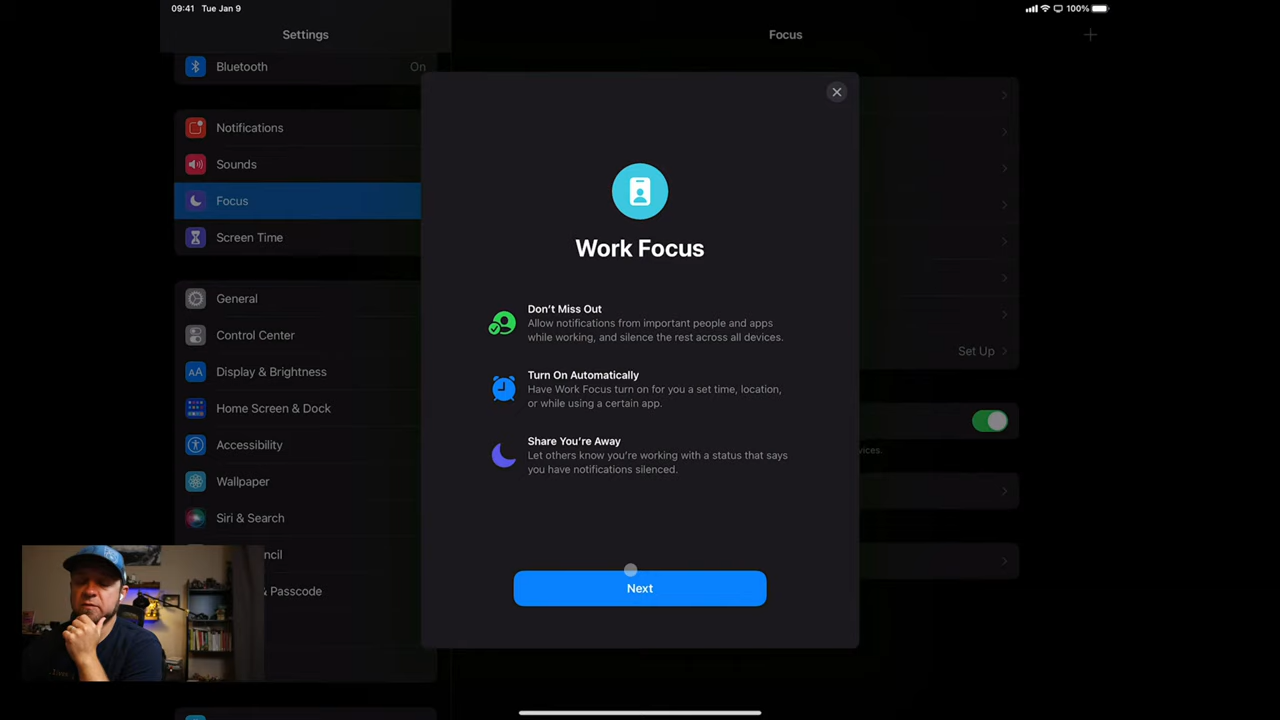 09:41 Tue Jan 9
100%
Settings
Focus
Bluetooth
On
Notifications
Sounds
Focus
Screen Time
General
Control Center
AA Display & Brightness
Home Screen & Dock
Accessibility
Wallpaper
Siri & Search
ncil
& Passcode
Set Up
vices.
Work Focus
Don't Miss Out
Allow notifications from important people and apps
while working, and silence the rest across all devices.
Turn On Automatically
Have Work Focus turn on for you a set time, location,
or while using a certain app.
Share You're Away
Let others know you're working with a status that says
you have notifications silenced.
Next